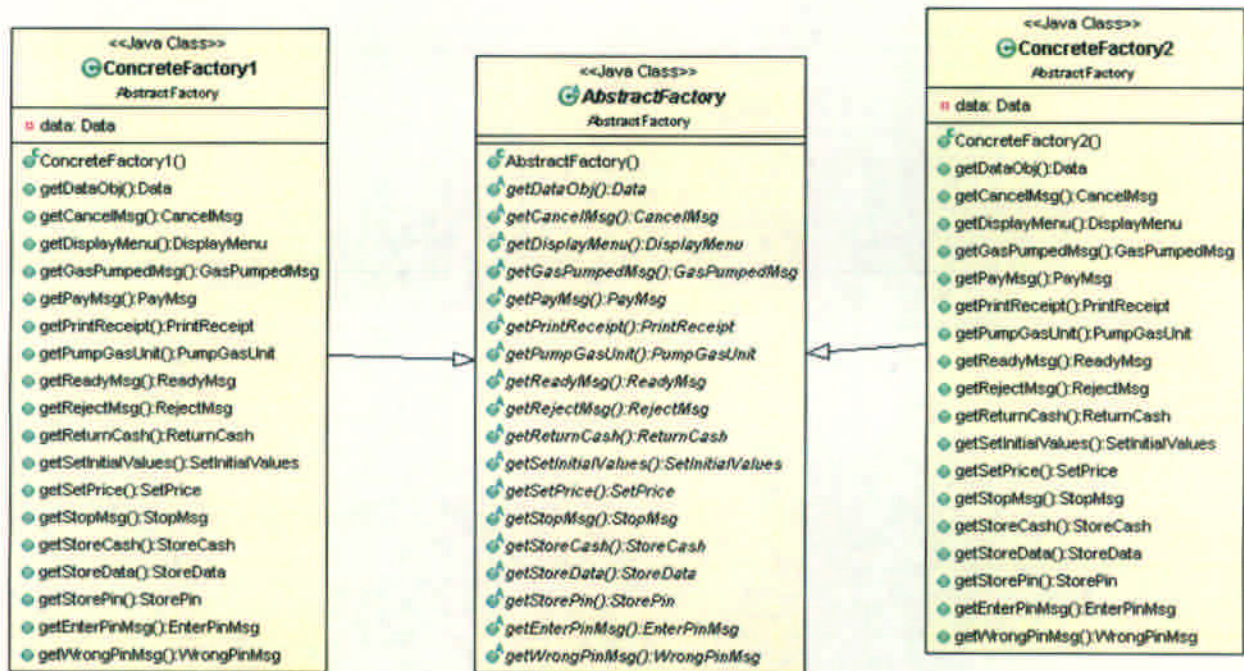 <<Java Class>>
ConcreteFactory1
AbstractFactory
data: Data
ConcreteFactory1()
getDataObj():Data
getCancelMsg():CancelMsg
getDisplayMenu():DisplayMenu
getGasPumpedMsg():GasPumpedMsg
getPayMsg():PayMsg
getPrintReceipt():PrintReceipt
getPumpGasUnit():PumpGasUnit
getReadyMsg():ReadyMsg
getRejectMsg():RejectMsg
getReturnCash():ReturnCash
getSetInitialValues():SetInitialValues
getSetPrice():SetPrice
getStopMsg():StopMsg
getStoreCash():StoreCash
getStoreData():StoreData
getStorePin():StorePin
getEnterPinMsg():EnterPinMsg
getWrongPinMsg():WrongPinMsg
<<Java Class>>
AbstractFactory
AbstractFactory
AbstractFactory()
getDataObj():Data
getCancelMsg():CancelMsg
getDisplayMenu():DisplayMenu
getGasPumpedMsg():GasPumpedMsg
getPayMsg():PayMsg
getPrintReceipt():PrintReceipt
getPumpGasUnit():PumpGasUnit
getReadyMsg():ReadyMsg
getRejectMsg():RejectMsg
getReturnCash():ReturnCash
getSetInitialValues():SetInitialValues
getSetPrice():SetPrice
getStopMsg():StopMsg
getStoreCash():StoreCash
getStoreData():StoreData
getStorePin():StorePin
getEnterPinMsg():EnterPinMsg
getWrongPinMsg():WrongPinMsg
<<Java Class>>
ConcreteFactory2
AbstractFactory
data: Data
ConcreteFactory2()
getDataObj():Data
getCancelMsg():CancelMsg
getDisplayMenu():DisplayMenu
getGasPumpedMsg():GasPumpedMsg
getPayMsg():PayMsg
getPrintReceipt():PrintReceipt
getPumpGasUnit():PumpGasUnit
getReadyMsg():ReadyMsg
getRejectMsg():RejectMsg
getReturnCash():ReturnCash
getSetInitialValues():SetInitialValues
getSetPrice():SetPrice
getStopMsg():StopMsg
getStoreCash():StoreCash
getStoreData():StoreData
getStorePin():StorePin
getEnterPinMsg():EnterPinMsg
getWrongPinMsg():WrongPinMsg